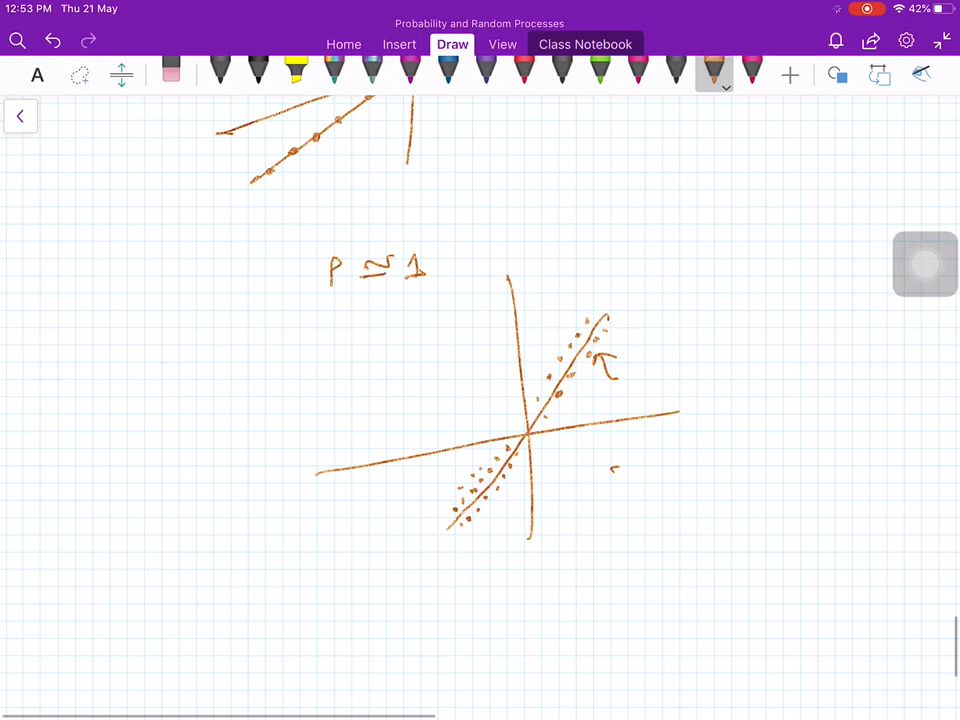 12:53 PM Thu 21 May 42%
Probability and Random Processes
Home Insert Draw View Class Notebook
A
ρ ≅ 1